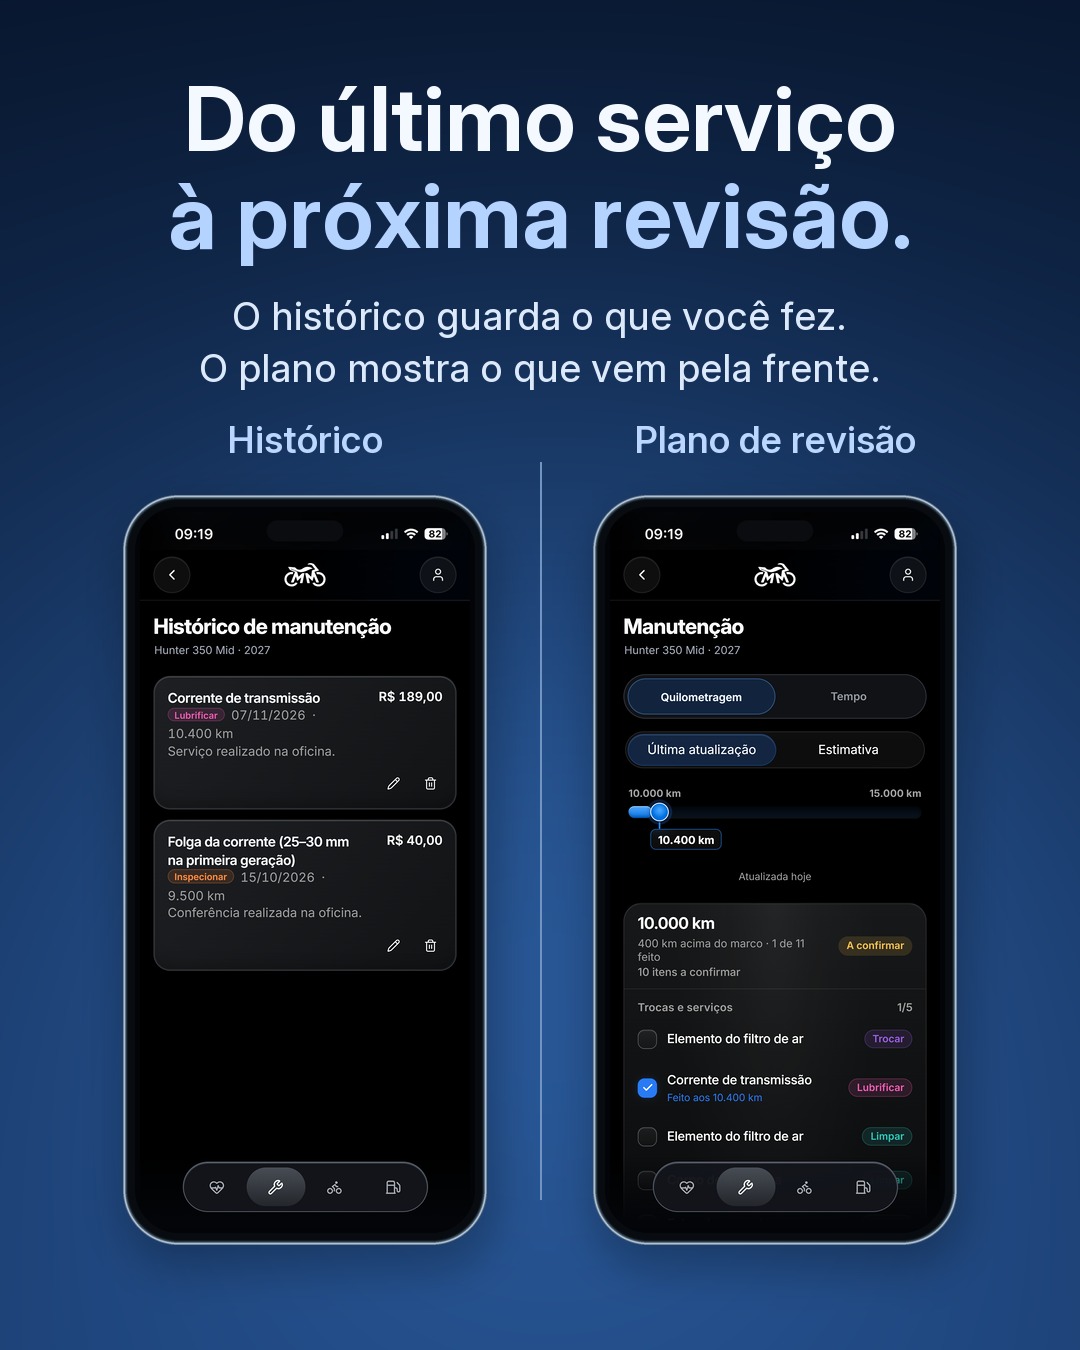 Do último serviço
à próxima revisão.
O histórico guarda o que você fez.
O plano mostra o que vem pela frente.
Histórico
09:19
82
MM
Histórico de manutenção
Hunter 350 Mid · 2027
Corrente de transmissão
R$ 189,00
Lubrificar 07/11/2026 ·
10.400 km
Serviço realizado na oficina.
Folga da corrente (25–30 mm
na primeira geração)
R$ 40,00
Inspecionar 15/10/2026 ·
9.500 km
Conferência realizada na oficina.
Plano de revisão
09:19
82
MM
Manutenção
Hunter 350 Mid · 2027
Quilometragem
Tempo
Última atualização
Estimativa
10.000 km
15.000 km
10.400 km
Atualizada hoje
10.000 km
400 km acima do marco · 1 de 11
feito
10 itens a confirmar
A confirmar
Trocas e serviços
1/5
Elemento do filtro de ar
Trocar
Corrente de transmissão
Feito aos 10.400 km
Lubrificar
Elemento do filtro de ar
Limpar